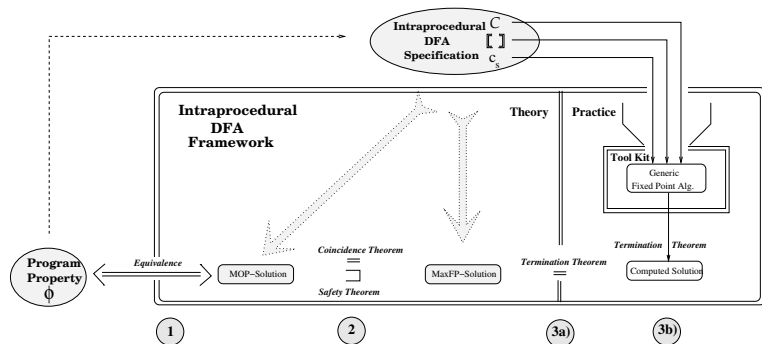 Intraprocedural C
DFA ⟦ ⟧
Specification c_s
Intraprocedural
DFA
Framework
Theory
Practice
Tool Kit
Generic
Fixed Point Alg.
Program
Property
ϕ
Equivalence
MOP−Solution
Coincidence Theorem
=
⊐
Safety Theorem
MaxFP−Solution
Termination Theorem
=
Termination Theorem
Computed Solution
1
2
3a)
3b)